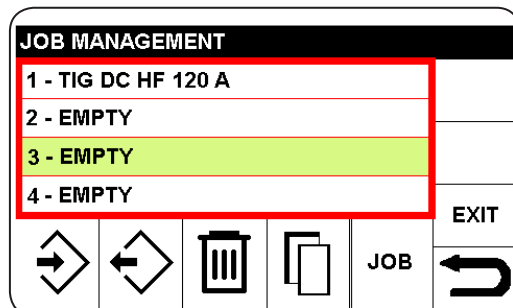 JOB MANAGEMENT
1 - TIG DC HF 120 A
2 - EMPTY
3 - EMPTY
4 - EMPTY
EXIT
JOB